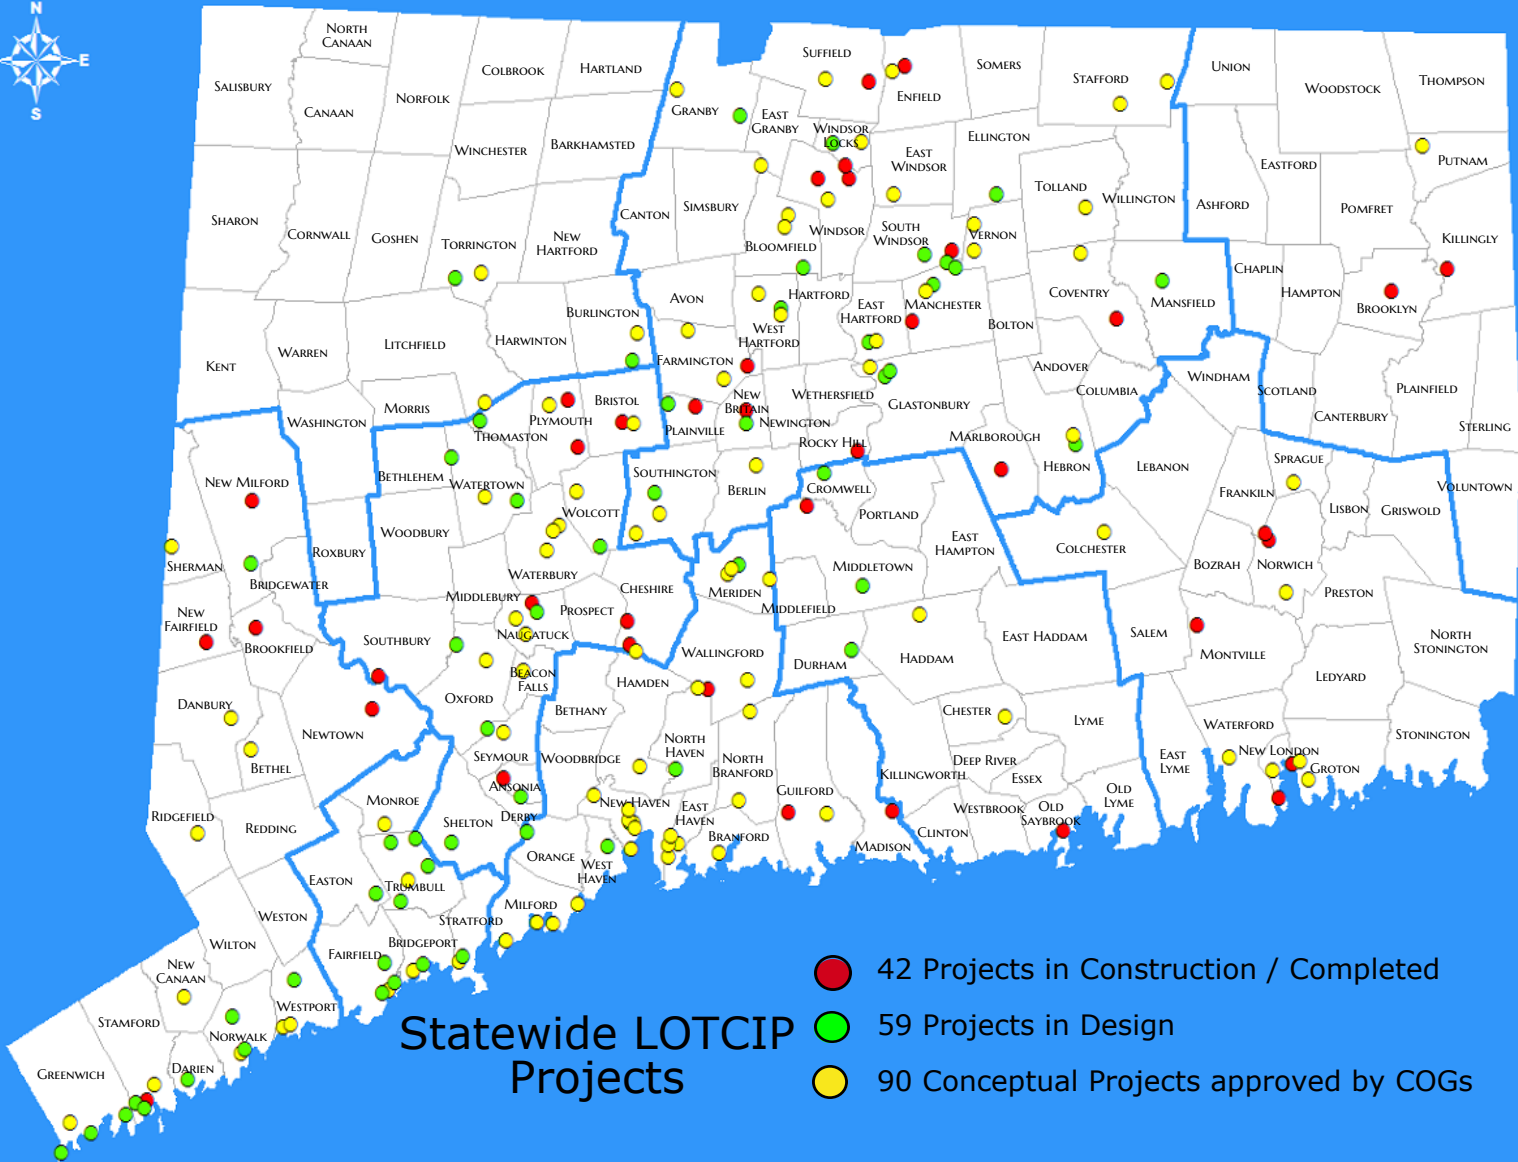 N
E
S
NORTH
CANAAN
SALISBURY
CANAAN
NORFOLK
COLBROOK
HARTLAND
SUFFIELD
ENFIELD
SOMERS
STAFFORD
UNION
WOODSTOCK
THOMPSON
GRANBY
EAST
GRANBY
WINDSOR
LOCKS
EAST
WINDSOR
ELLINGTON
WINCHESTER
BARKHAMSTED
EASTFORD
PUTNAM
TOLLAND
WILLINGTON
ASHFORD
POMFRET
SHARON
CORNWALL
GOSHEN
TORRINGTON
NEW
HARTFORD
CANTON
SIMSBURY
BLOOMFIELD
WINDSOR
SOUTH
WINDSOR
VERNON
KILLINGLY
CHAPLIN
HAMPTON
BROOKLYN
COVENTRY
MANSFIELD
AVON
HARTFORD
WEST
HARTFORD
EAST
HARTFORD
MANCHESTER
BOLTON
BURLINGTON
HARWINTON
LITCHFIELD
WARREN
KENT
FARMINGTON
ANDOVER
COLUMBIA
WINDHAM
SCOTLAND
CANTERBURY
PLAINFIELD
STERLING
MORRIS
WASHINGTON
THOMASTON
PLYMOUTH
BRISTOL
PLAINVILLE
NEW
BRITAIN
NEWINGTON
WETHERSFIELD
GLASTONBURY
ROCKY HILL
MARLBOROUGH
HEBRON
LEBANON
SPRAGUE
FRANKILN
LISBON
GRISWOLD
VOLUNTOWN
NEW MILFORD
BETHLEHEM
WATERTOWN
WOODBURY
WOLCOTT
SOUTHINGTON
BERLIN
CROMWELL
PORTLAND
EAST
HAMPTON
COLCHESTER
BOZRAH
NORWICH
PRESTON
ROXBURY
SHERMAN
BRIDGEWATER
WATERBURY
CHESHIRE
MERIDEN
MIDDLETOWN
MIDDLEFIELD
MIDDLEBURY
PROSPECT
NAUGATUCK
NEW
FAIRFIELD
BROOKFIELD
SOUTHBURY
WALLINGFORD
DURHAM
HADDAM
EAST HADDAM
SALEM
MONTVILLE
NORTH
STONINGTON
LEDYARD
DANBURY
NEWTOWN
OXFORD
BEACON
FALLS
HAMDEN
BETHANY
CHESTER
LYME
WATERFORD
STONINGTON
BETHEL
SEYMOUR
WOODBRIDGE
NORTH
HAVEN
NORTH
BRANFORD
DEEP RIVER
ESSEX
KILLINGWORTH
EAST
LYME
NEW LONDON
GROTON
RIDGEFIELD
REDDING
MONROE
ANSONIA
DERBY
SHELTON
NEW HAVEN
EAST
HAVEN
BRANFORD
GUILFORD
MADISON
CLINTON
WESTBROOK
OLD
SAYBROOK
OLD
LYME
ORANGE
WEST
HAVEN
EASTON
TRUMBULL
WESTON
MILFORD
STRATFORD
BRIDGEPORT
FAIRFIELD
WILTON
NEW
CANAAN
WESTPORT
NORWALK
STAMFORD
DARIEN
GREENWICH
Statewide LOTCIP
Projects
42 Projects in Construction / Completed
59 Projects in Design
90 Conceptual Projects approved by COGs